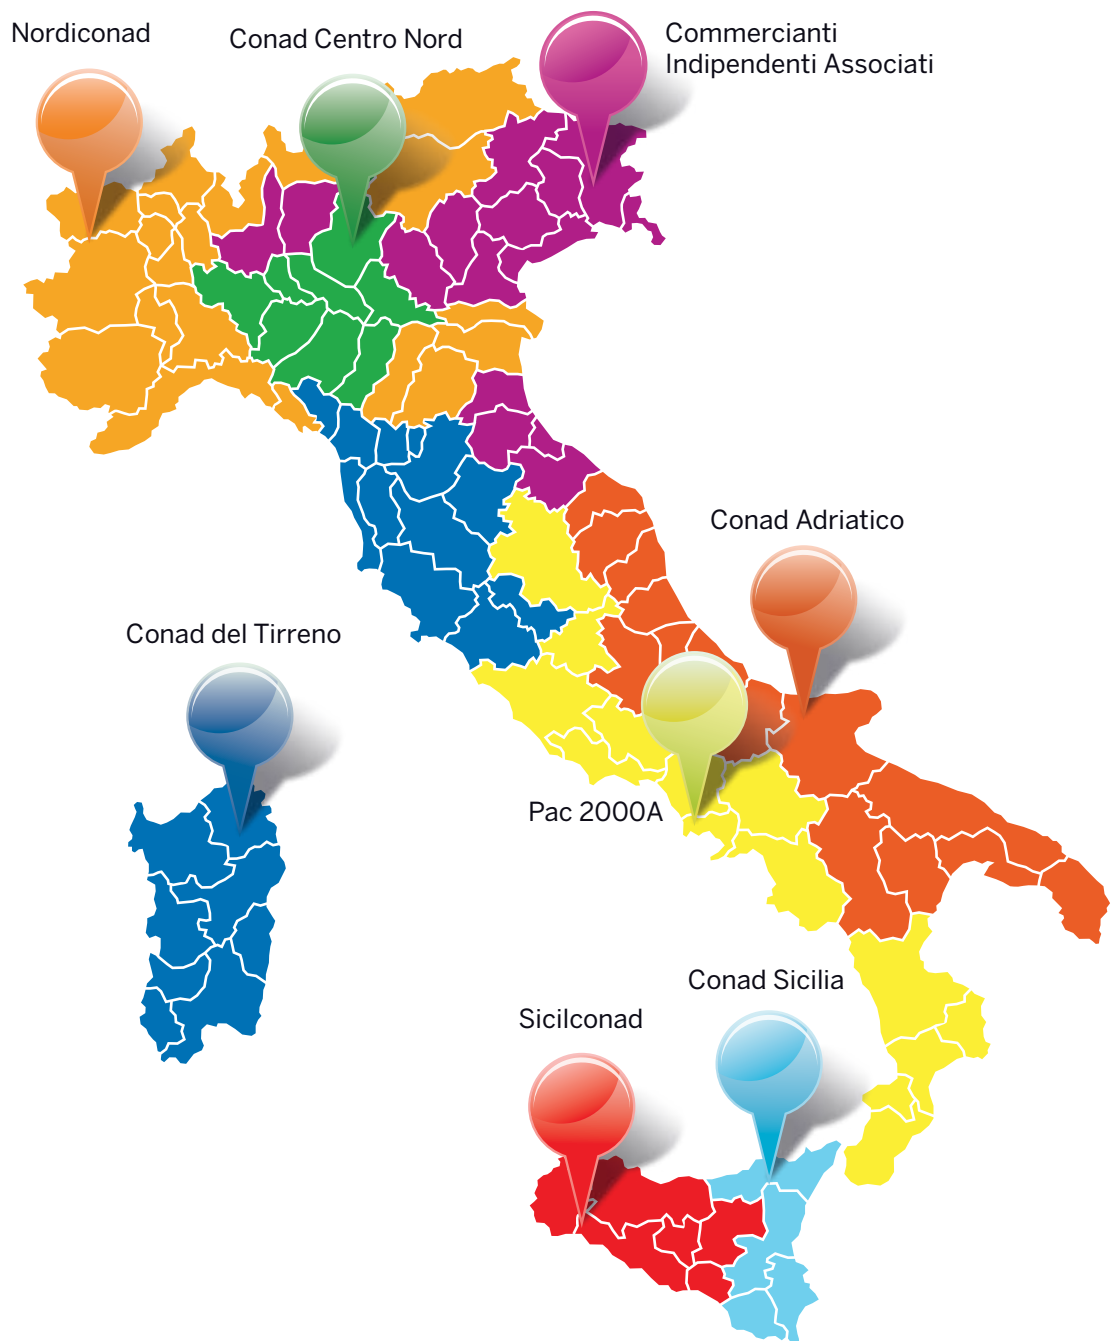 Nordiconad
Conad Centro Nord
Commercianti
Indipendenti Associati
Conad Adriatico
Conad del Tirreno
Pac 2000A
Conad Sicilia
Sicilconad